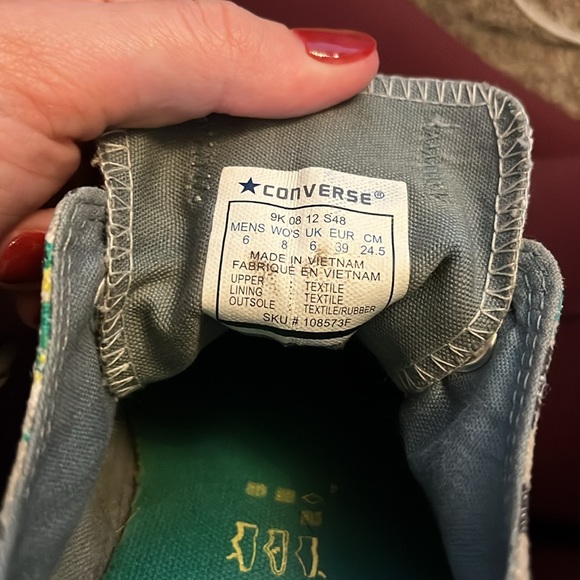 CONVERSE®
9K 08 12 S48
MENS WO'S UK EUR CM
6 8 6 39 24.5
MADE IN VIETNAM
FABRIQUE EN VIETNAM
UPPER TEXTILE
LINING TEXTILE
OUTSOLE TEXTILE/RUBBER
SKU # 108573F